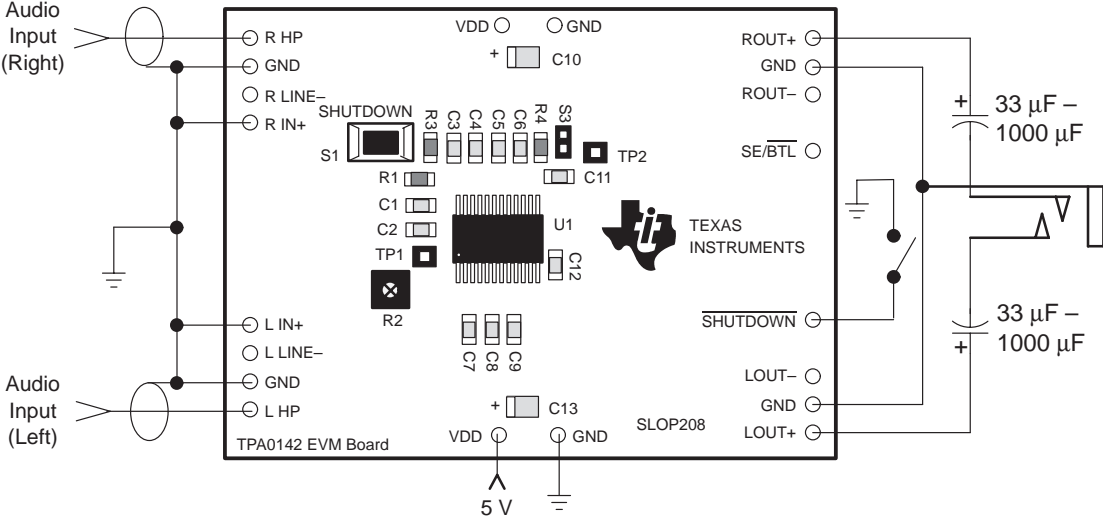 Audio
Input
(Right)
R HP
GND
R LINE–
R IN+
VDD
GND
+
C10
ROUT+
GND
ROUT–
SE/BTL
+
33 µF –
1000 µF
SHUTDOWN
S1
R3
C3
C4
C5
C6
R4
S3
TP2
C11
R1
C1
C2
TP1
R2
U1
C12
TEXAS
INSTRUMENTS
SHUTDOWN
33 µF –
1000 µF
+
L IN+
L LINE–
GND
L HP
Audio
Input
(Left)
C7
C8
C9
LOUT–
GND
LOUT+
+
C13
SLOP208
TPA0142 EVM Board
VDD
GND
5 V